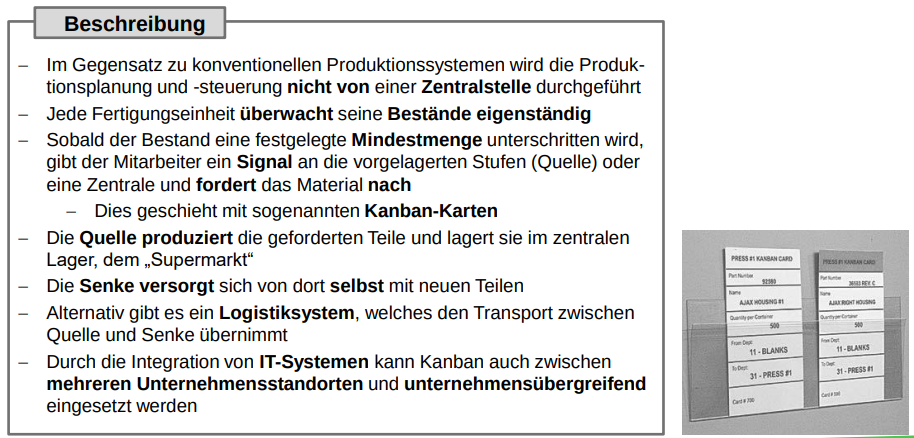 Beschreibung
– Im Gegensatz zu konventionellen Produktionssystemen wird die Produk-
tionsplanung und -steuerung nicht von einer Zentralstelle durchgeführt
– Jede Fertigungseinheit überwacht seine Bestände eigenständig
– Sobald der Bestand eine festgelegte Mindestmenge unterschritten wird,
gibt der Mitarbeiter ein Signal an die vorgelagerten Stufen (Quelle) oder
eine Zentrale und fordert das Material nach
– Dies geschieht mit sogenannten Kanban-Karten
– Die Quelle produziert die geforderten Teile und lagert sie im zentralen
Lager, dem „Supermarkt“
– Die Senke versorgt sich von dort selbst mit neuen Teilen
– Alternativ gibt es ein Logistiksystem, welches den Transport zwischen
Quelle und Senke übernimmt
– Durch die Integration von IT-Systemen kann Kanban auch zwischen
mehreren Unternehmensstandorten und unternehmensübergreifend
eingesetzt werden
PRESS #1 KANBAN CARD
Part Number
92580
Name
AJAX HOUSING #1
Quantity per Container
500
From Dept
11 - BLANKS
To Dept
31 - PRESS #1
Card # 700
PRESS #1 KANBAN CARD
Part Number
REV. C
Name
AJAX RIGHT HOUSING
Quantity per Container
500
From Dept
11 - BLANKS
To Dept
31 - PRESS #1
Card #